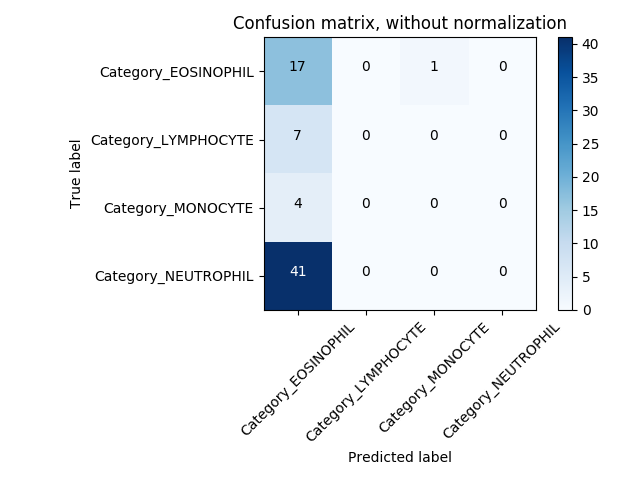 Confusion matrix, without normalization
True label
Category_EOSINOPHIL 17 0 1 0
Category_LYMPHOCYTE 7 0 0 0
Category_MONOCYTE 4 0 0 0
Category_NEUTROPHIL 41 0 0 0
Category_EOSINOPHIL
Category_LYMPHOCYTE
Category_MONOCYTE
Category_NEUTROPHIL
Predicted label
40
35
30
25
20
15
10
5
0